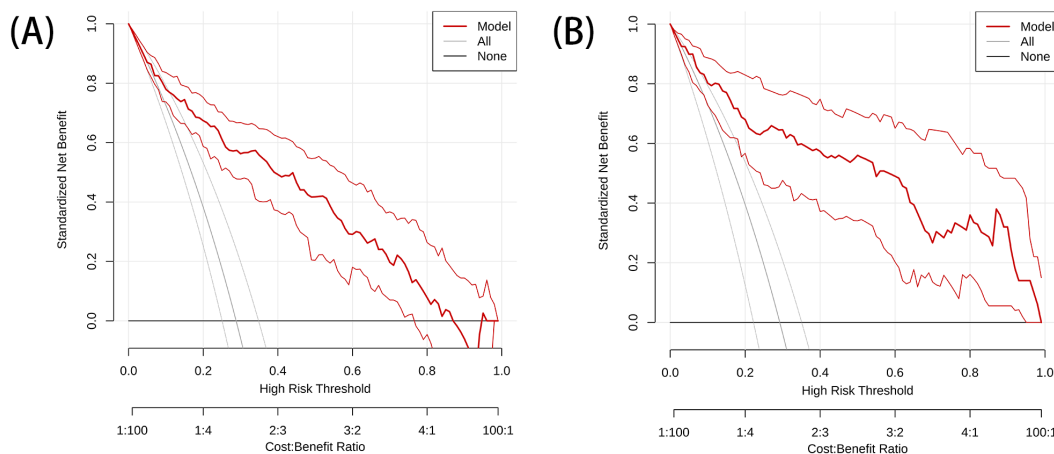 (A)
Model
All
None
Standardized Net Benefit
1.0
0.8
0.6
0.4
0.2
0.0
0.0 0.2 0.4 0.6 0.8 1.0
High Risk Threshold
1:100 1:4 2:3 3:2 4:1 100:1
Cost:Benefit Ratio
(B)
Model
All
None
Standardized Net Benefit
1.0
0.8
0.6
0.4
0.2
0.0
0.0 0.2 0.4 0.6 0.8 1.0
High Risk Threshold
1:100 1:4 2:3 3:2 4:1 100:1
Cost:Benefit Ratio